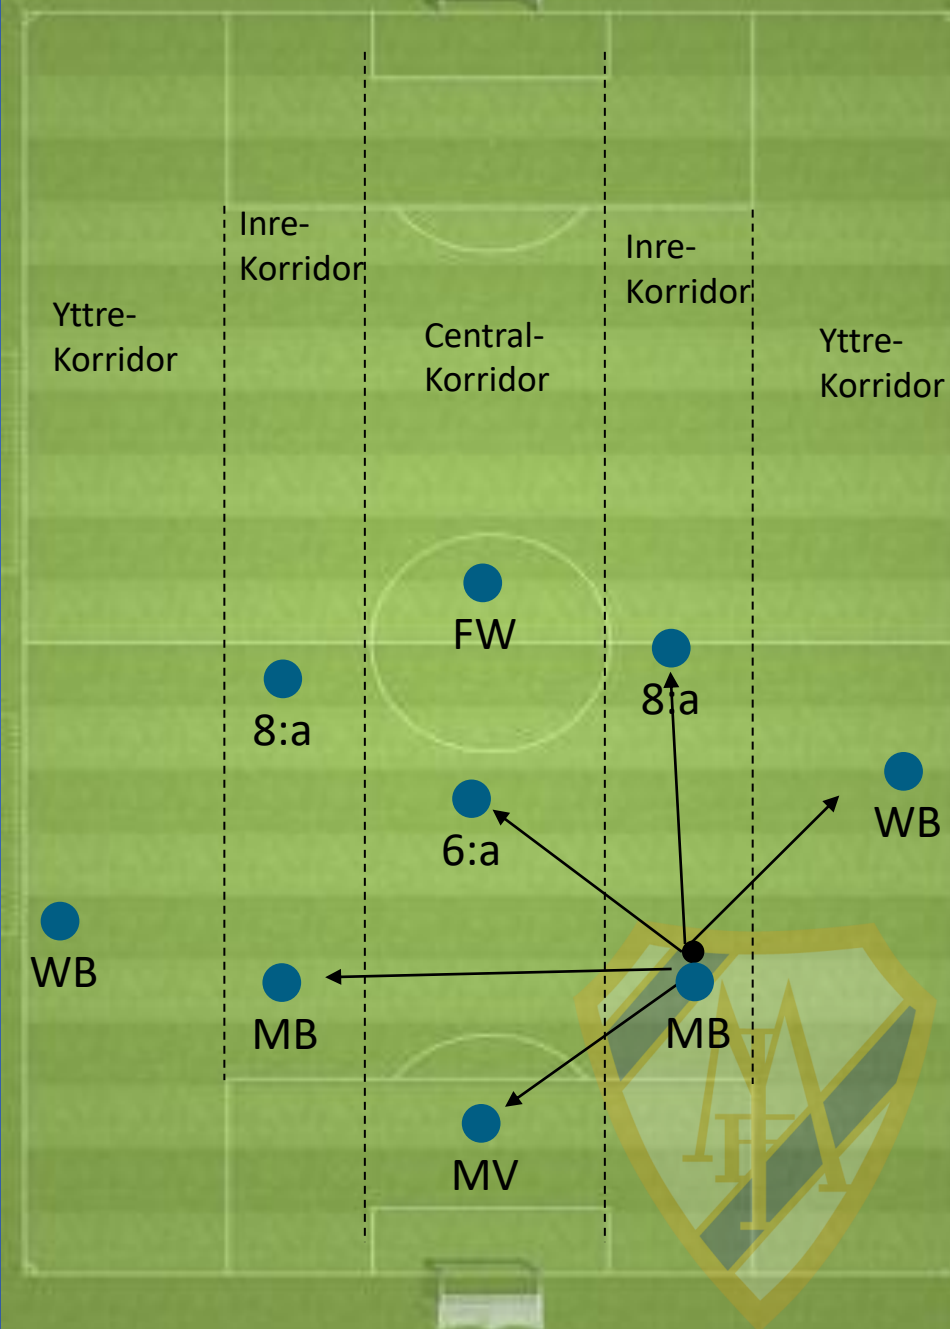 Inre-
Korridor
Inre-
Korridor
Yttre-
Korridor
Central-
Korridor
Yttre-
Korridor
FW
8:a
8:a
WB
6:a
WB
MB
MB
MV